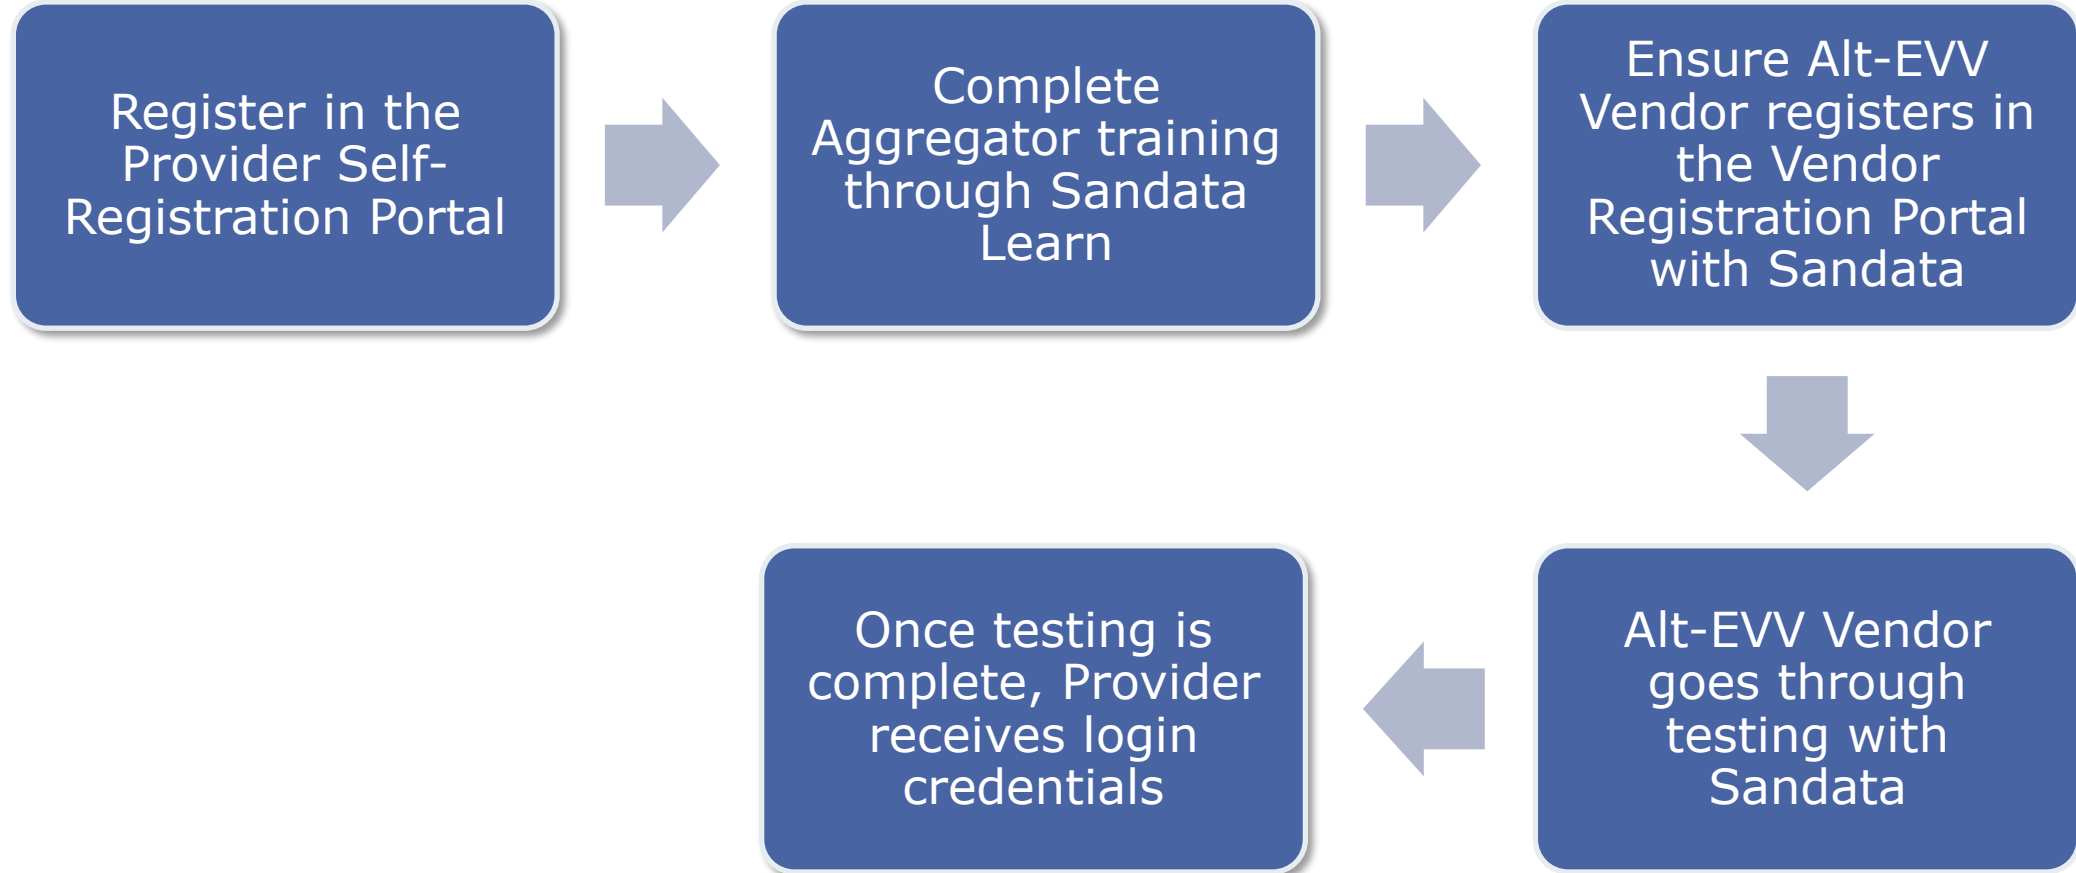 Register in the
Provider Self-
Registration Portal
Complete
Aggregator training
through Sandata
Learn
Ensure Alt-EVV
Vendor registers in
the Vendor
Registration Portal
with Sandata
Alt-EVV Vendor
goes through
testing with
Sandata
Once testing is
complete, Provider
receives login
credentials